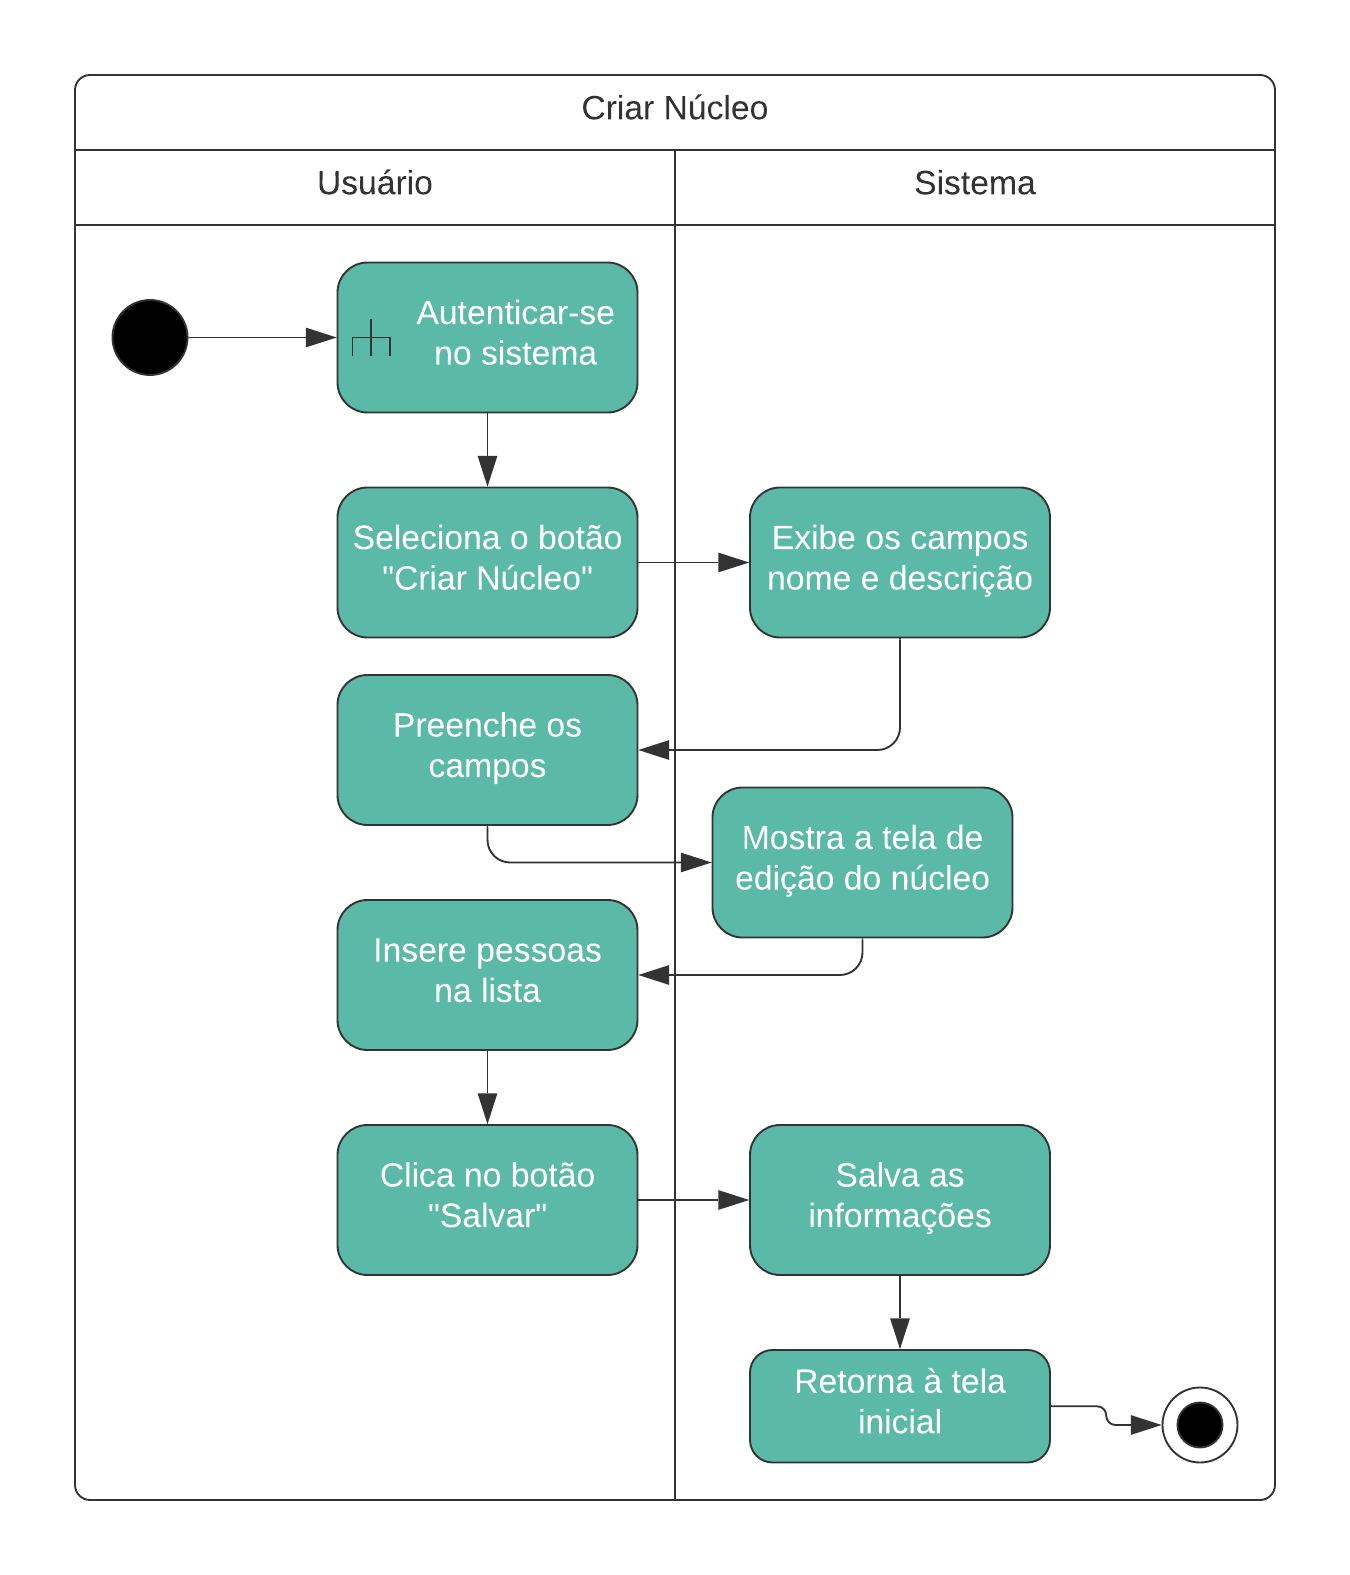 Criar Núcleo
Usuário
Sistema
Autenticar-se
no sistema
Seleciona o botão
"Criar Núcleo"
Exibe os campos
nome e descrição
Preenche os
campos
Mostra a tela de
edição do núcleo
Insere pessoas
na lista
Clica no botão
"Salvar"
Salva as
informações
Retorna à tela
inicial